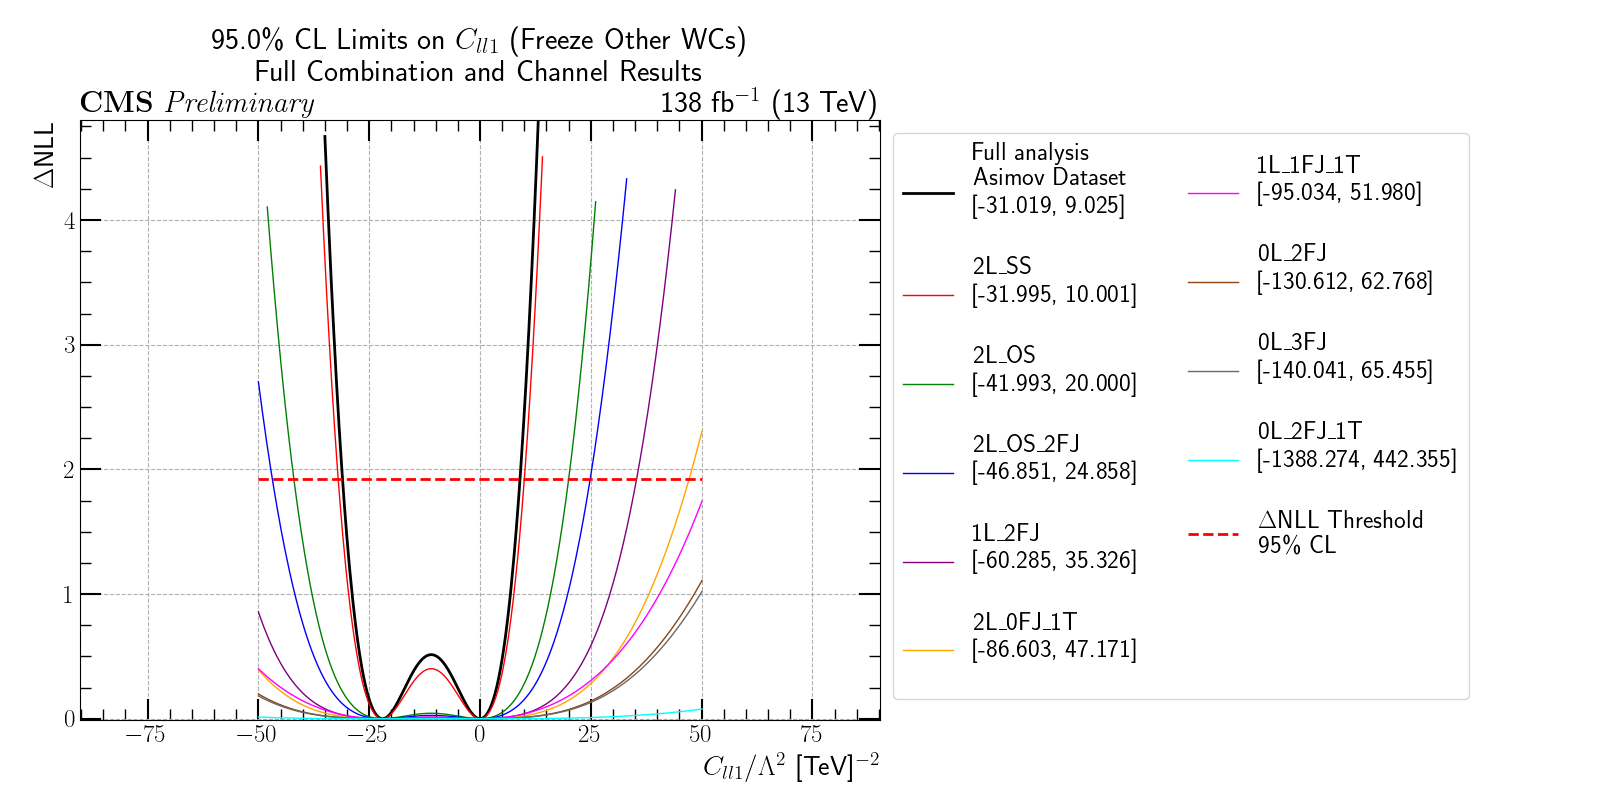 95.0% CL Limits on C_{ll1} (Freeze Other WCs)
Full Combination and Channel Results
CMS Preliminary
138 fb^{-1} (13 TeV)
ΔNLL
4
3
2
1
0
−75
−50
−25
0
25
50
75
C_{ll1}/Λ^2 [TeV]^{-2}
Full analysis
Asimov Dataset
[-31.019, 9.025]
2L_SS
[-31.995, 10.001]
2L_OS
[-41.993, 20.000]
2L_OS_2FJ
[-46.851, 24.858]
1L_2FJ
[-60.285, 35.326]
2L_0FJ_1T
[-86.603, 47.171]
1L_1FJ_1T
[-95.034, 51.980]
0L_2FJ
[-130.612, 62.768]
0L_3FJ
[-140.041, 65.455]
0L_2FJ_1T
[-1388.274, 442.355]
ΔNLL Threshold
95% CL